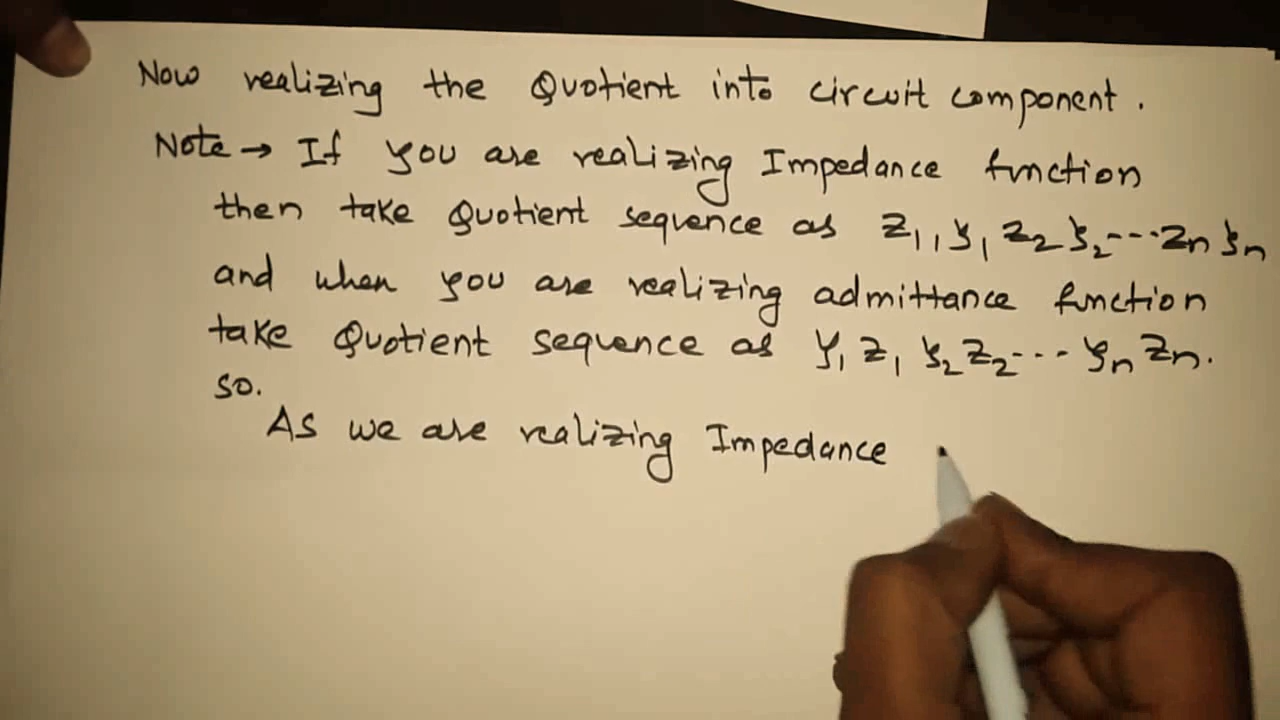 Now realizing the Quotient into circuit component.
Note → If you are realizing Impedance function
then take Quotient sequence as Z1, y1 Z2 y2 --- Zn yn
and when you are realizing admittance function
take Quotient sequence as y1 Z1 y2 Z2 --- yn Zn.
so.
As we are realizing Impedance